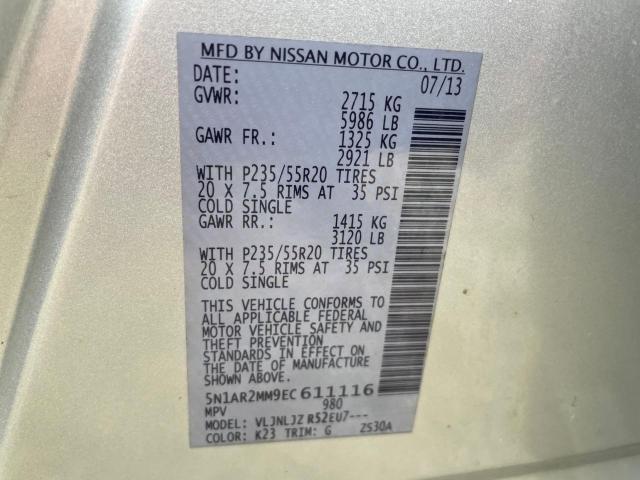 MFD BY NISSAN MOTOR CO., LTD.
DATE: 07/13
GVWR: 2715 KG
5986 LB
GAWR FR.: 1325 KG
2921 LB
WITH P235/55R20 TIRES
20 X 7.5 RIMS AT 35 PSI
COLD SINGLE
GAWR RR.: 1415 KG
3120 LB
WITH P235/55R20 TIRES
20 X 7.5 RIMS AT 35 PSI
COLD SINGLE
THIS VEHICLE CONFORMS TO
ALL APPLICABLE FEDERAL
MOTOR VEHICLE SAFETY AND
THEFT PREVENTION
STANDARDS IN EFFECT ON
THE DATE OF MANUFACTURE
SHOWN ABOVE.
5N1AR2MM9EC 611116
MPV 980
MODEL: VLJNLJZ R52EU7---
COLOR: K23 TRIM: G ZS30A